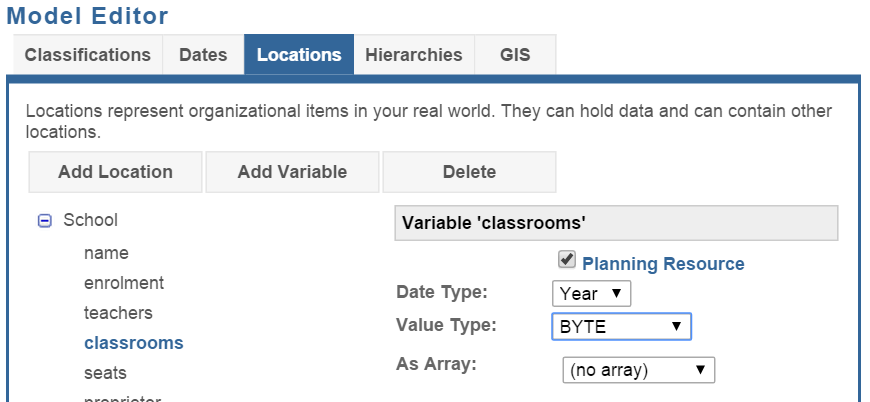 Model Editor
Classifications Dates Locations Hierarchies GIS
Locations represent organizational items in your real world. They can hold data and can contain other
locations.
Add Location Add Variable Delete
School
name
enrolment
teachers
classrooms
seats
proprietor
Variable 'classrooms'
Planning Resource
Date Type: Year
Value Type: BYTE
As Array: (no array)